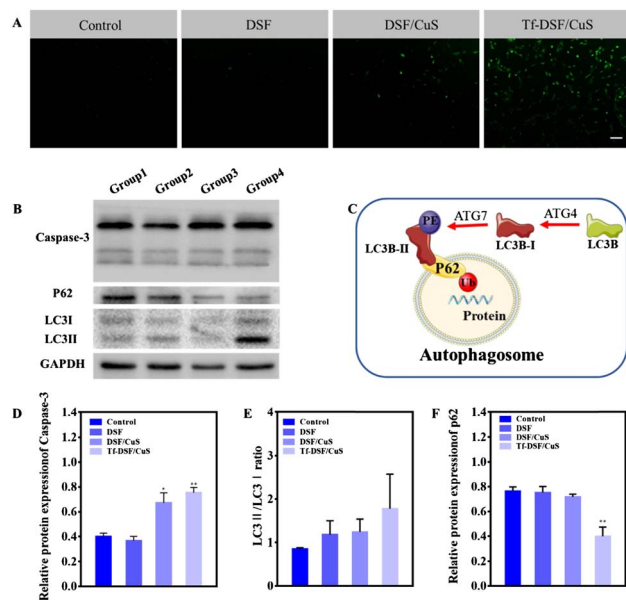 A
Control
DSF
DSF/CuS
Tf-DSF/CuS
B
Group1
Group2
Group3
Group4
Caspase-3
P62
LC3I
LC3II
GAPDH
C
PE
ATG7
ATG4
LC3B-II
LC3B-I
LC3B
P62
Ub
Protein
Autophagosome
D
Relative protein expressionof Caspase-3
1.4
1.2
1.0
0.8
0.6
0.4
0.2
0.0
Control
DSF
DSF/CuS
Tf-DSF/CuS
*
**
E
LC3Ⅱ/LC3Ⅰ ratio
4
3
2
1
0
Control
DSF
DSF/CuS
Tf-DSF/CuS
F
Relative protein expressionof p62
1.4
1.2
1.0
0.8
0.6
0.4
0.2
0.0
Control
DSF
DSF/CuS
Tf-DSF/CuS
**